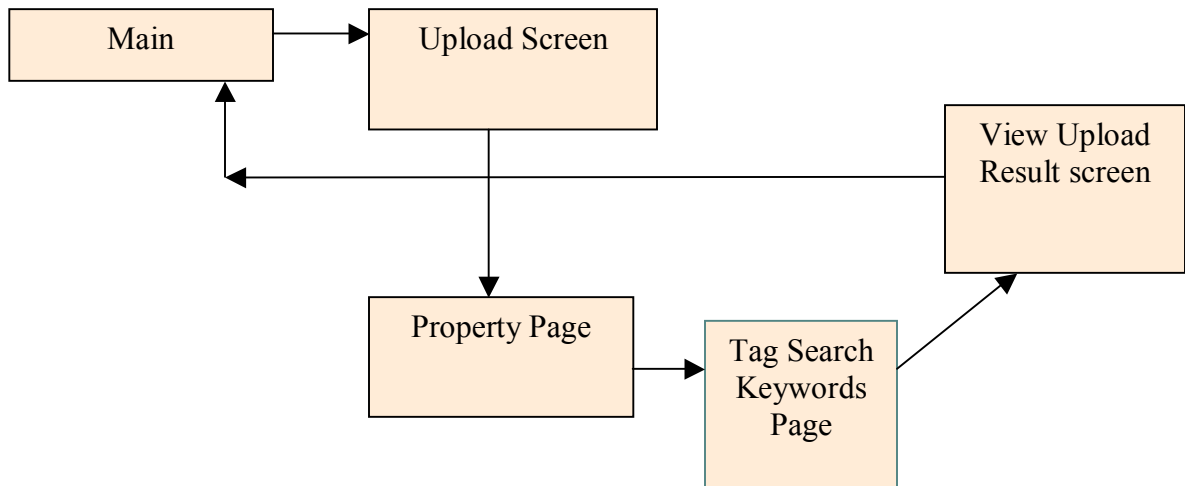 Main
Upload Screen
View Upload
Result screen
Property Page
Tag Search
Keywords
Page